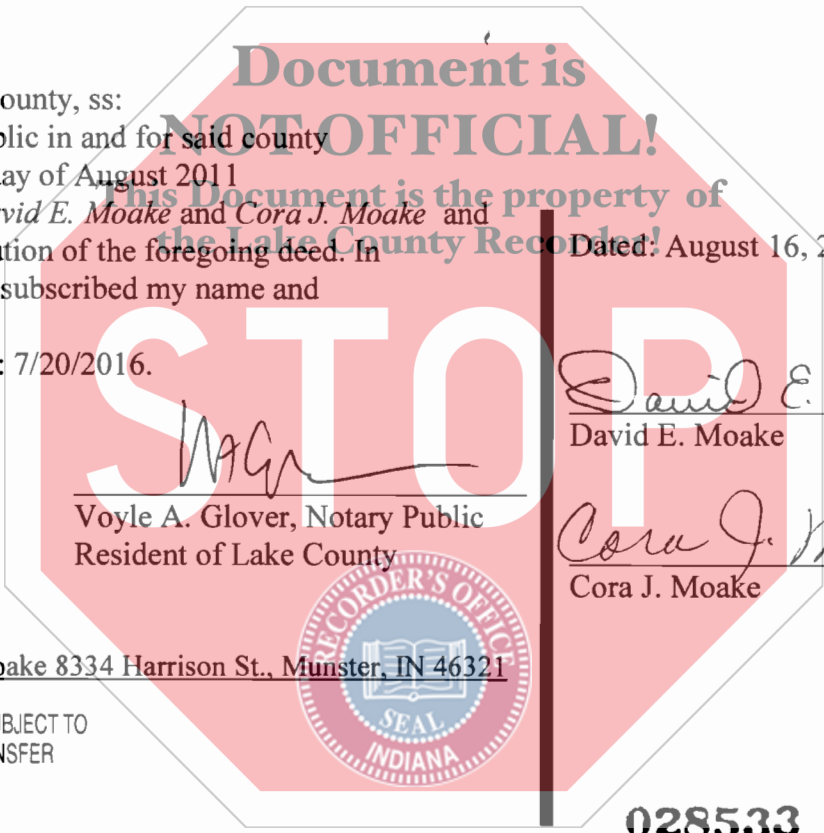 Document is
NOT OFFICIAL!
This Document is the property of
the Lake County Recorder!
STOP
ounty, ss:
blic in and for said county
ay of August 2011
vid E. Moake and Cora J. Moake and
tion of the foregoing deed. In
subscribed my name and
: 7/20/2016.
Voyle A. Glover, Notary Public
Resident of Lake County
oake 8334 Harrison St., Munster, IN 46321
BJECT TO
NSFER
RECORDER'S OFFICE
SEAL
INDIANA
Dated: August 16, 2
David E.
David E. Moake
Cora J. M
Cora J. Moake
028533